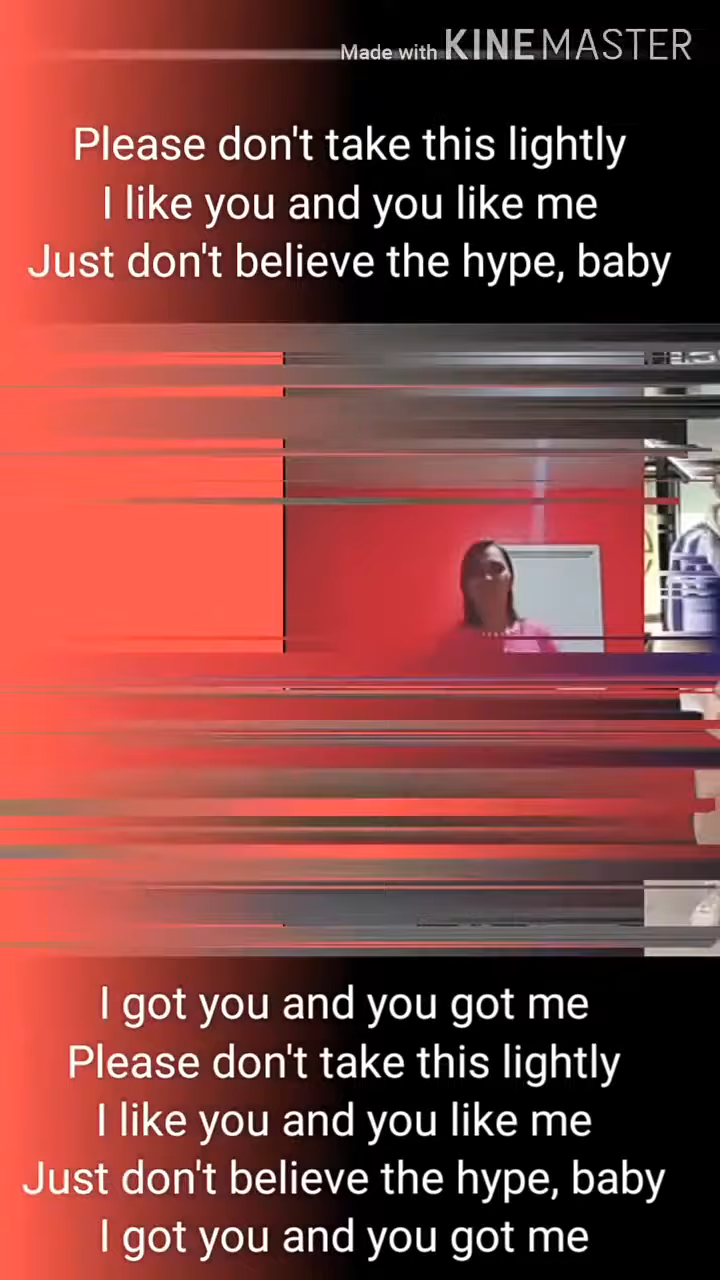 Made with KINEMASTER
Please don't take this lightly
I like you and you like me
Just don't believe the hype, baby
I got you and you got me
Please don't take this lightly
I like you and you like me
Just don't believe the hype, baby
I got you and you got me